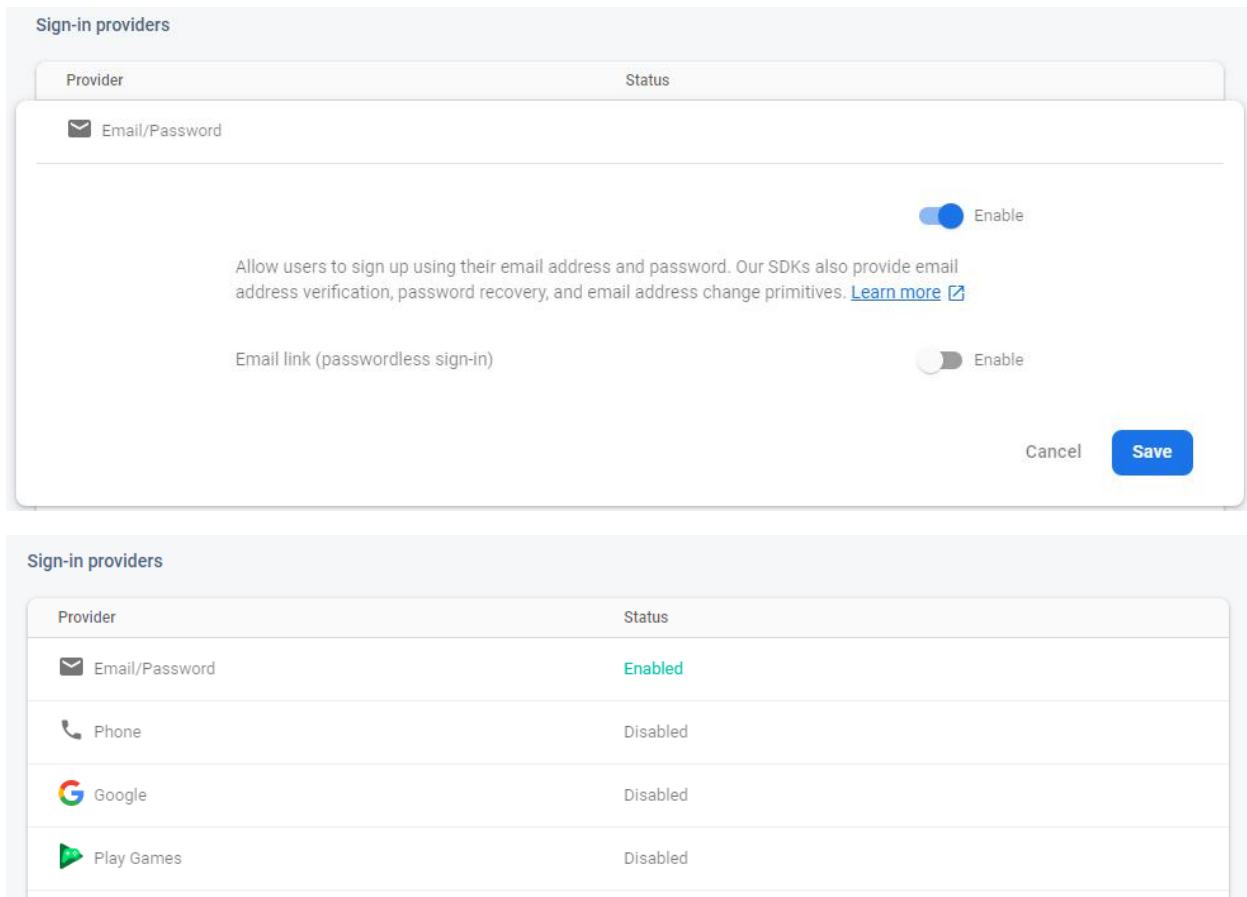 Sign-in providers
Provider Status
Email/Password
Enable
Allow users to sign up using their email address and password. Our SDKs also provide email
address verification, password recovery, and email address change primitives. Learn more
Email link (passwordless sign-in) Enable
Cancel Save
Sign-in providers
Provider Status
Email/Password Enabled
Phone Disabled
Google Disabled
Play Games Disabled